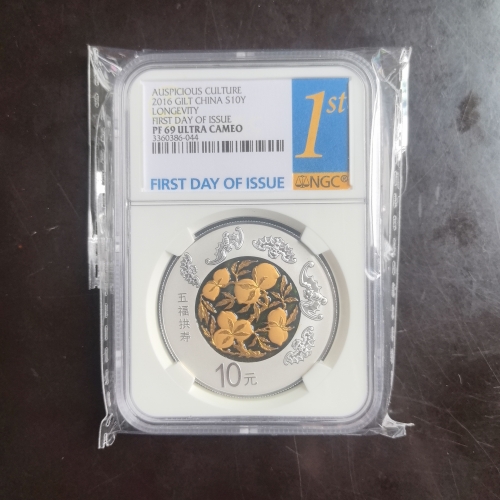 AUSPICIOUS CULTURE
2016 GILT CHINA S10Y
LONGEVITY
FIRST DAY OF ISSUE
PF 69 ULTRA CAMEO
3360386-044
1st
FIRST DAY OF ISSUE
NGC®
五福拱寿
10元